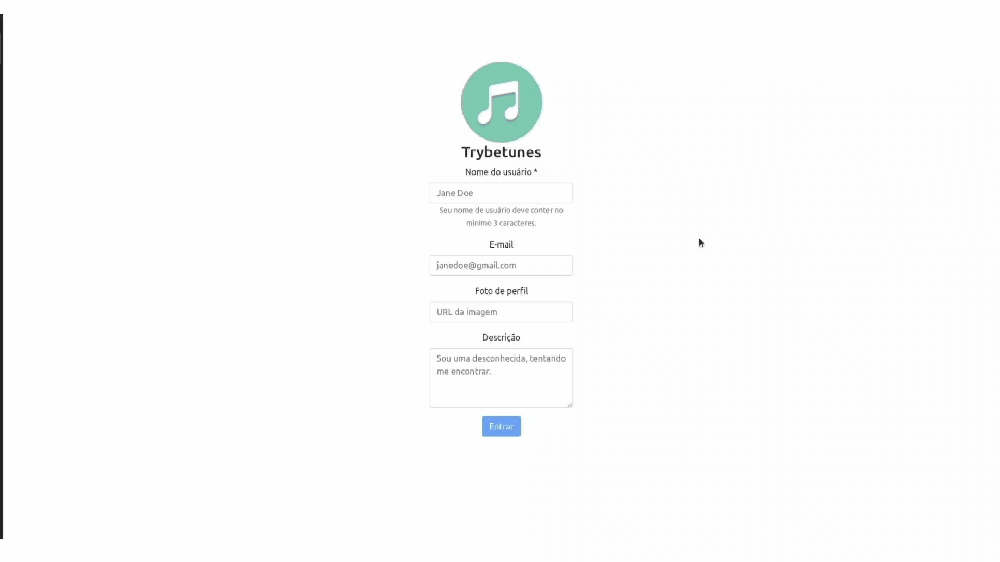 Trybetunes
Nome do usuário *
Jane Doe
Seu nome de usuário deve conter no
mínimo 3 caracteres.
E-mail
janedoe@gmail.com
Foto de perfil
URL da imagem
Descrição
Sou uma desconhecida, tentando
me encontrar.
Entrar